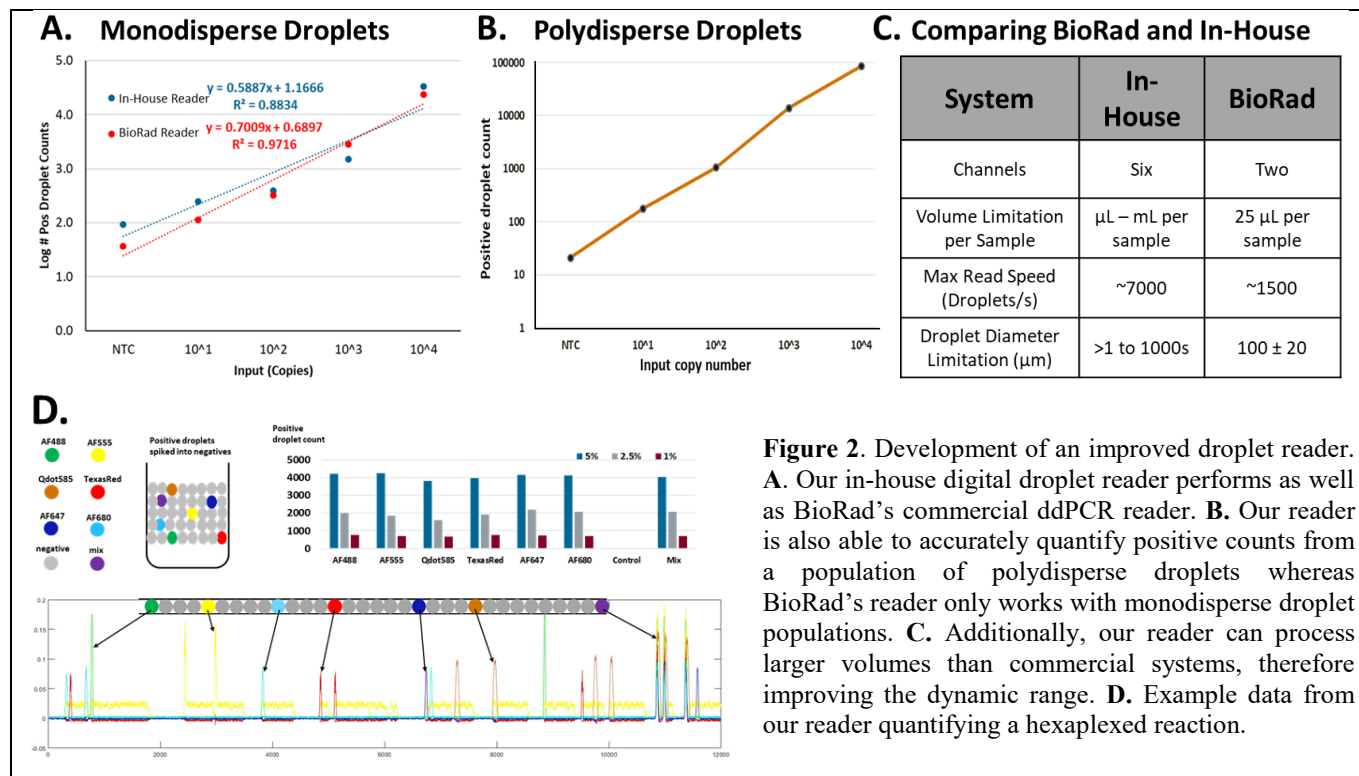 A. Monodisperse Droplets
5.0
4.0
3.0
2.0
1.0
0.0
Log # Pos Droplet Counts
In-House Reader
y = 0.5887x + 1.1666
R² = 0.8834
BioRad Reader
y = 0.7009x + 0.6897
R² = 0.9716
NTC 10^1 10^2 10^3 10^4
Input (Copies)
B. Polydisperse Droplets
100000
10000
1000
100
10
1
Positive droplet count
NTC 10^1 10^2 10^3 10^4
Input copy number
C. Comparing BioRad and In-House
System In-House BioRad
Channels Six Two
Volume Limitation per Sample µL – mL per sample 25 µL per sample
Max Read Speed (Droplets/s) ~7000 ~1500
Droplet Diameter Limitation (µm) >1 to 1000s 100 ± 20
D.
AF488 AF555
Qdot585 TexasRed
AF647 AF680
negative mix
Positive droplets
spiked into negatives
Positive
droplet count
5% 2.5% 1%
5000
4000
3000
2000
1000
0
AF488 AF555 Qdot585 TexasRed AF647 AF680 Control Mix
0.2
0.15
0.1
0.05
0
-0.05
0 2000 4000 6000 8000 10000 12000
Figure 2. Development of an improved droplet reader.
A. Our in-house digital droplet reader performs as well
as BioRad's commercial ddPCR reader. B. Our reader
is also able to accurately quantify positive counts from
a population of polydisperse droplets whereas
BioRad's reader only works with monodisperse droplet
populations. C. Additionally, our reader can process
larger volumes than commercial systems, therefore
improving the dynamic range. D. Example data from
our reader quantifying a hexaplexed reaction.